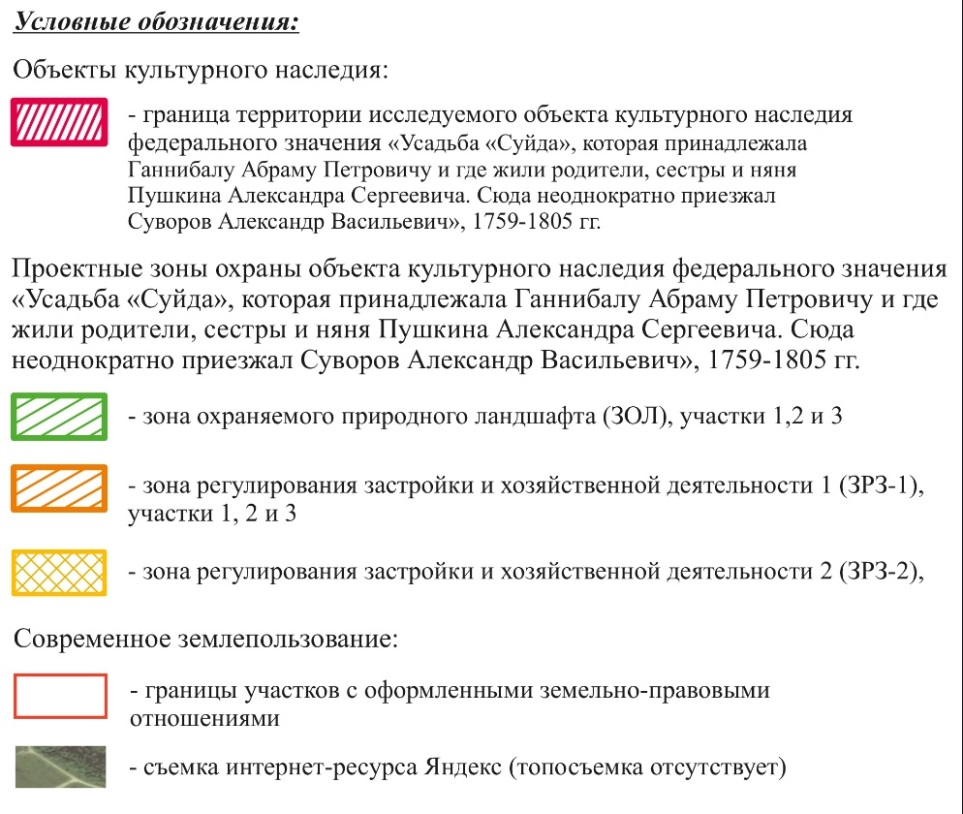 Условные обозначения:
Объекты культурного наследия:
- граница территории исследуемого объекта культурного наследия
федерального значения «Усадьба «Суйда», которая принадлежала
Ганнибалу Абраму Петровичу и где жили родители, сестры и няня
Пушкина Александра Сергеевича. Сюда неоднократно приезжал
Суворов Александр Васильевич», 1759-1805 гг.
Проектные зоны охраны объекта культурного наследия федерального значения
«Усадьба «Суйда», которая принадлежала Ганнибалу Абраму Петровичу и где
жили родители, сестры и няня Пушкина Александра Сергеевича. Сюда
неоднократно приезжал Суворов Александр Васильевич», 1759-1805 гг.
- зона охраняемого природного ландшафта (ЗОЛ), участки 1,2 и 3
- зона регулирования застройки и хозяйственной деятельности 1 (ЗРЗ-1),
участки 1, 2 и 3
- зона регулирования застройки и хозяйственной деятельности 2 (ЗРЗ-2),
Современное землепользование:
- границы участков с оформленными земельно-правовыми
отношениями
- съемка интернет-ресурса Яндекс (топосъемка отсутствует)